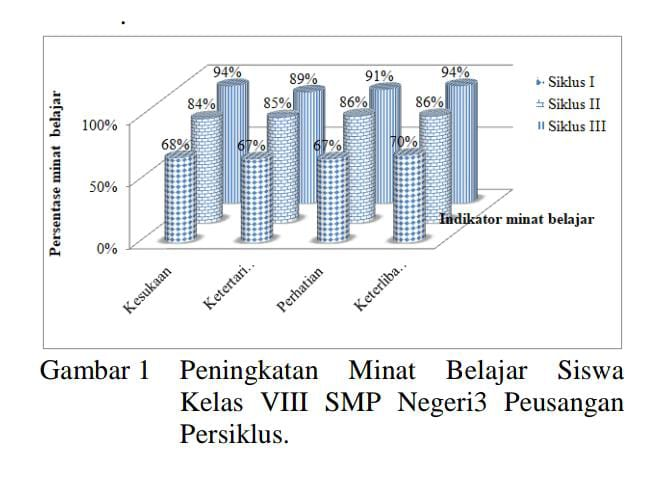 .
94%
89%
91%
94%
84%
85%
86%
86%
68%
67%
67%
70%
Siklus I
Siklus II
Siklus III
Persentase minat belajar
100%
50%
0%
Indikator minat belajar
Kesukaan
Ketertari..
Perhatian
Keterliba..
Gambar 1 Peningkatan Minat Belajar Siswa
Kelas VIII SMP Negeri3 Peusangan
Persiklus.